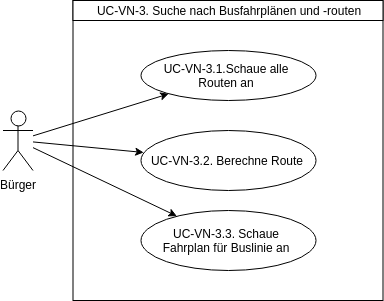 UC-VN-3. Suche nach Busfahrplänen und -routen
UC-VN-3.1.Schaue alle
Routen an
UC-VN-3.2. Berechne Route
Bürger
UC-VN-3.3. Schaue
Fahrplan für Buslinie an